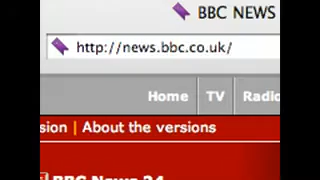 BBC NEWS
http://news.bbc.co.uk/
Home TV Radio
sion | About the versions
BBC News 24